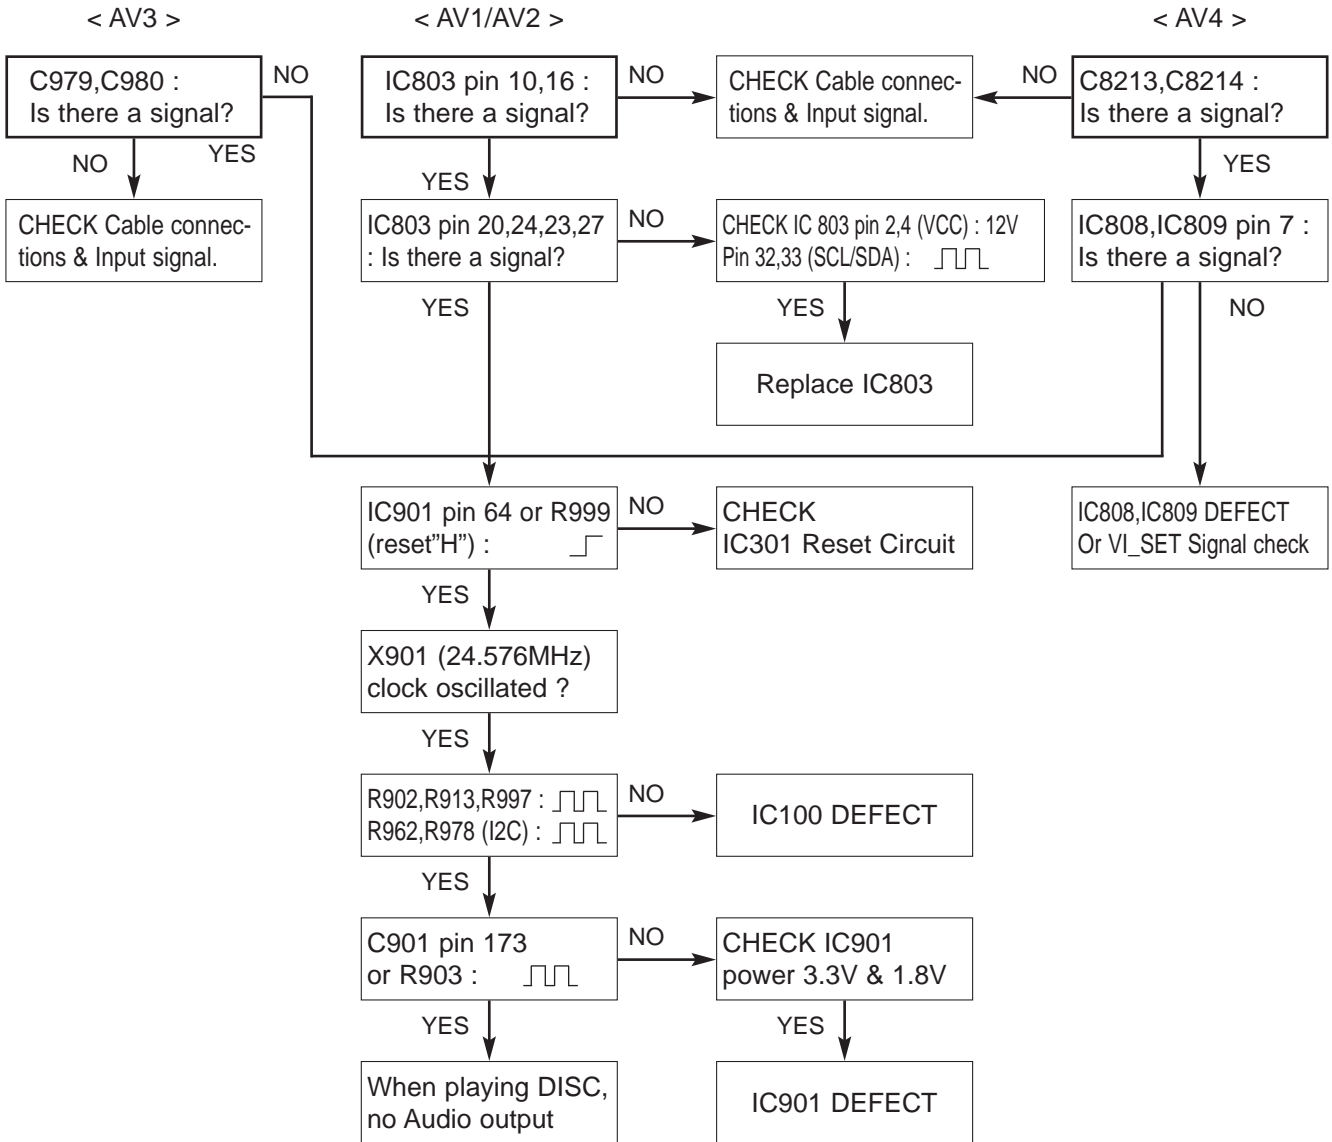 < AV3 >
< AV1/AV2 >
< AV4 >
C979,C980 :
Is there a signal?
NO
IC803 pin 10,16 :
Is there a signal?
NO
CHECK Cable connec-
tions & Input signal.
NO
C8213,C8214 :
Is there a signal?
NO
YES
YES
YES
CHECK Cable connec-
tions & Input signal.
IC803 pin 20,24,23,27
: Is there a signal?
NO
CHECK IC 803 pin 2,4 (VCC) : 12V
Pin 32,33 (SCL/SDA) :
IC808,IC809 pin 7 :
Is there a signal?
YES
YES
YES
NO
Replace IC803
IC901 pin 64 or R999
(reset”H”) :
NO
CHECK
IC301 Reset Circuit
IC808,IC809 DEFECT
Or VI_SET Signal check
YES
X901 (24.576MHz)
clock oscillated ?
YES
R902,R913,R997 :
R962,R978 (I2C) :
NO
IC100 DEFECT
YES
C901 pin 173
or R903 :
NO
CHECK IC901
power 3.3V & 1.8V
YES
YES
When playing DISC,
no Audio output
IC901 DEFECT